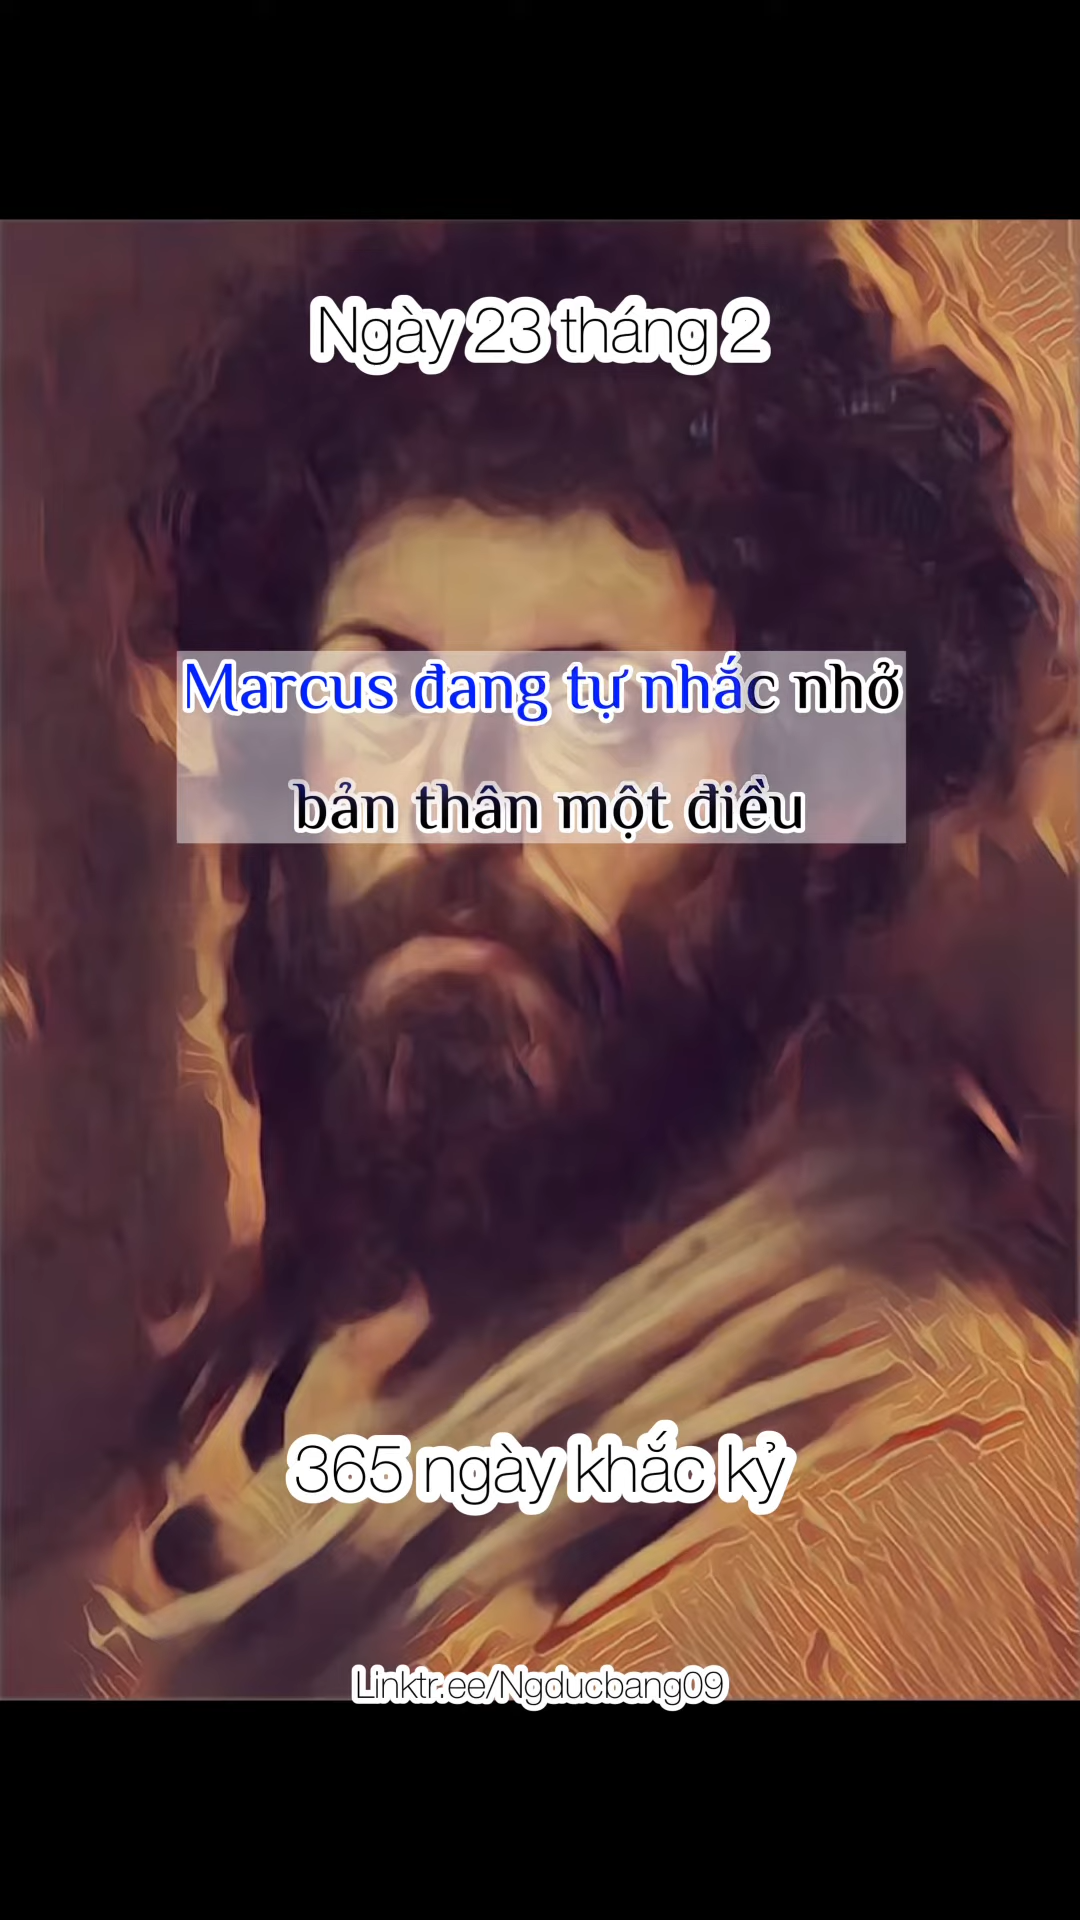 Ngày 23 tháng 2
Marcus đang tự nhắc nhở
bản thân một điều
365 ngày khắc kỷ
Linktr.ee/Ngducbang09